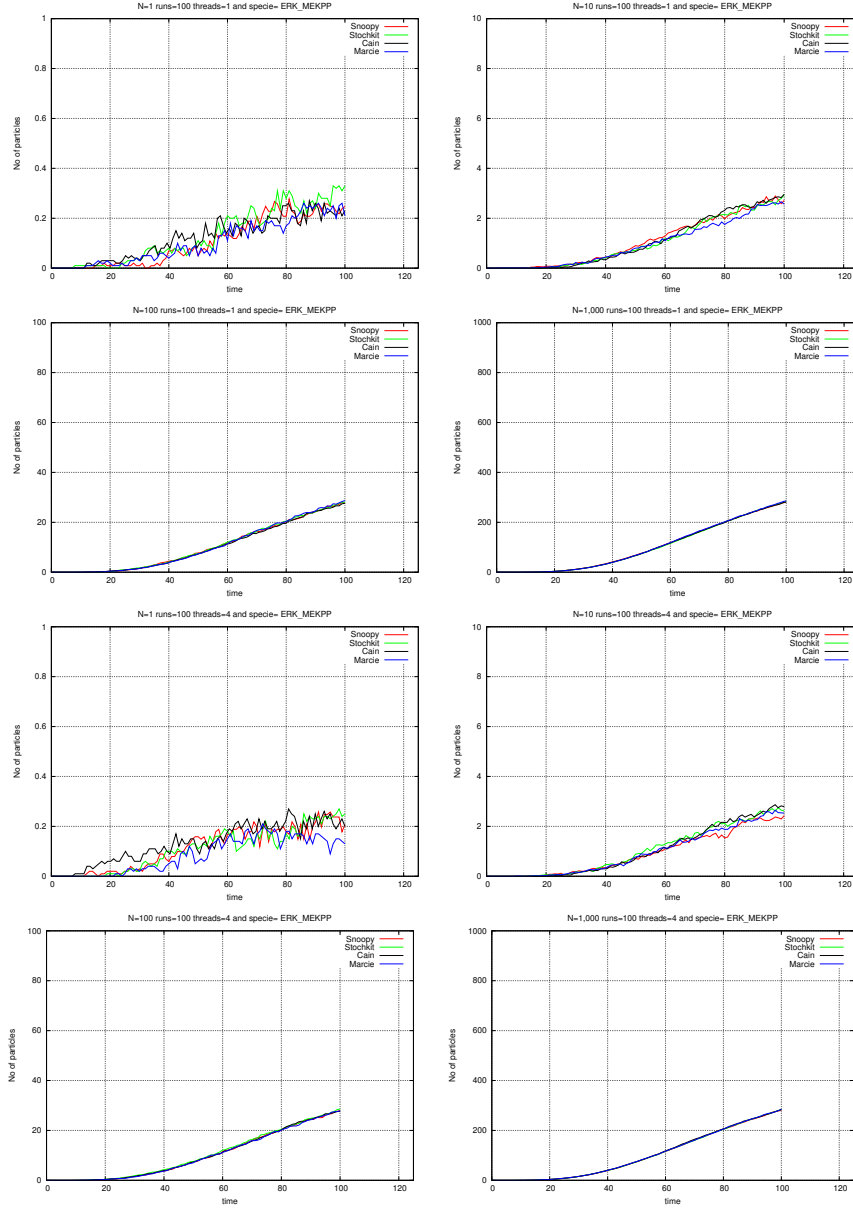 N=1 runs=100 threads=1 and specie= ERK_MEKPP
Snoopy
Stochkit
Cain
Marcie
1
0.8
0.6
0.4
0.2
0
No of particles
0 20 40 60 80 100 120
time
N=10 runs=100 threads=1 and specie= ERK_MEKPP
Snoopy
Stochkit
Cain
Marcie
10
8
6
4
2
0
No of particles
0 20 40 60 80 100 120
time
N=100 runs=100 threads=1 and specie= ERK_MEKPP
Snoopy
Stochkit
Cain
Marcie
100
80
60
40
20
0
No of particles
0 20 40 60 80 100 120
time
N=1,000 runs=100 threads=1 and specie= ERK_MEKPP
Snoopy
Stochkit
Cain
Marcie
1000
800
600
400
200
0
No of particles
0 20 40 60 80 100 120
time
N=1 runs=100 threads=4 and specie= ERK_MEKPP
Snoopy
Stochkit
Cain
Marcie
1
0.8
0.6
0.4
0.2
0
No of particles
0 20 40 60 80 100 120
time
N=10 runs=100 threads=4 and specie= ERK_MEKPP
Snoopy
Stochkit
Cain
Marcie
10
8
6
4
2
0
No of particles
0 20 40 60 80 100 120
time
N=100 runs=100 threads=4 and specie= ERK_MEKPP
Snoopy
Stochkit
Cain
Marcie
100
80
60
40
20
0
No of particles
0 20 40 60 80 100 120
time
N=1,000 runs=100 threads=4 and specie= ERK_MEKPP
Snoopy
Stochkit
Cain
Marcie
1000
800
600
400
200
0
No of particles
0 20 40 60 80 100 120
time